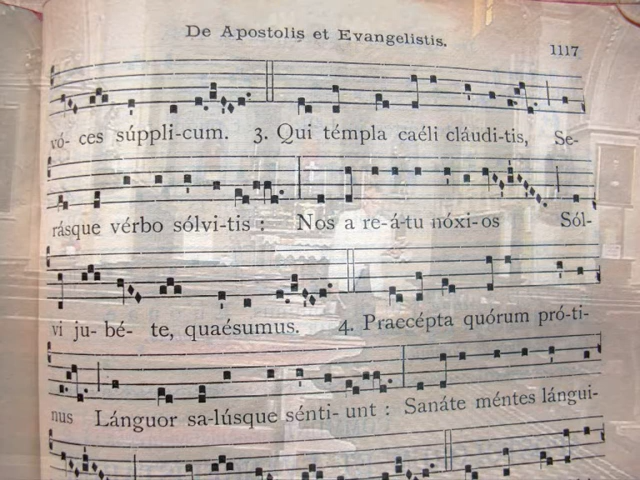 De Apostolis et Evangelistis.
1117
vó- ces súppli-cum. 3. Qui témpla caéli cláudi-tis, Se-
rásque vérbo sólvi-tis : Nos a re-á-tu nóxi-os Sól-
vi ju- bé- te, quaésumus. 4. Praecépta quórum pró-ti-
nus Lánguor sa-lúsque sénti- unt : Sanáte méntes lángui-